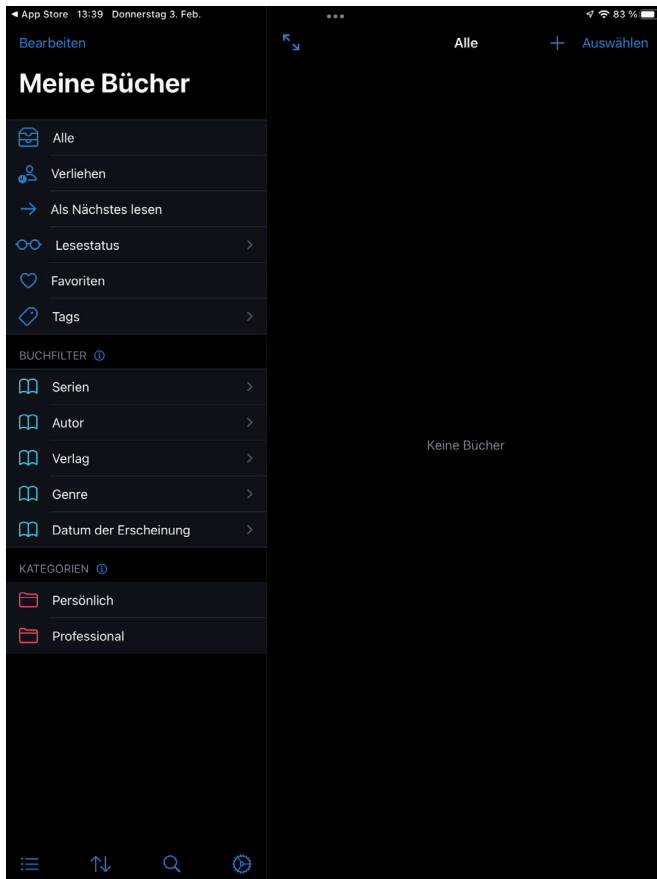 App Store 13:39 Donnerstag 3. Feb. 83 %
Bearbeiten
Alle
Auswählen
Meine Bücher
Alle
Verliehen
Als Nächstes lesen
Lesestatus
Favoriten
Tags
BUCHFILTER
Serien
Autor
Verlag
Genre
Datum der Erscheinung
KATEGORIEN
Persönlich
Professional
Keine Bücher